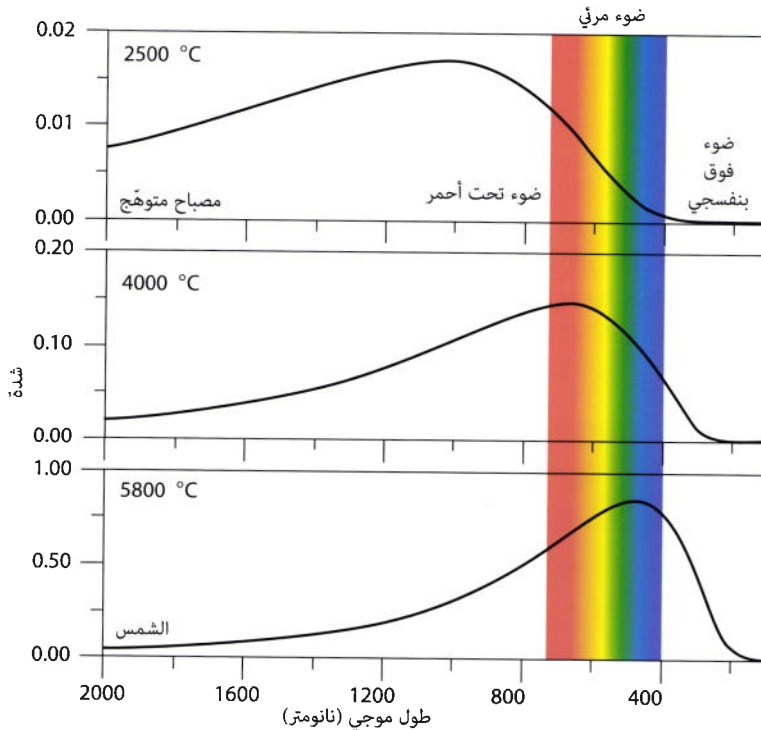 ضوء مرئي
0.02
2500 °C
0.01
ضوء
فوق
بنفسجي
ضوء تحت أحمر
مصباح متوهّج
0.00
0.20
4000 °C
0.10
شدة
0.00
1.00
5800 °C
0.50
الشمس
0.00
2000 1600 1200 800 400
طول موجي (نانومتر)